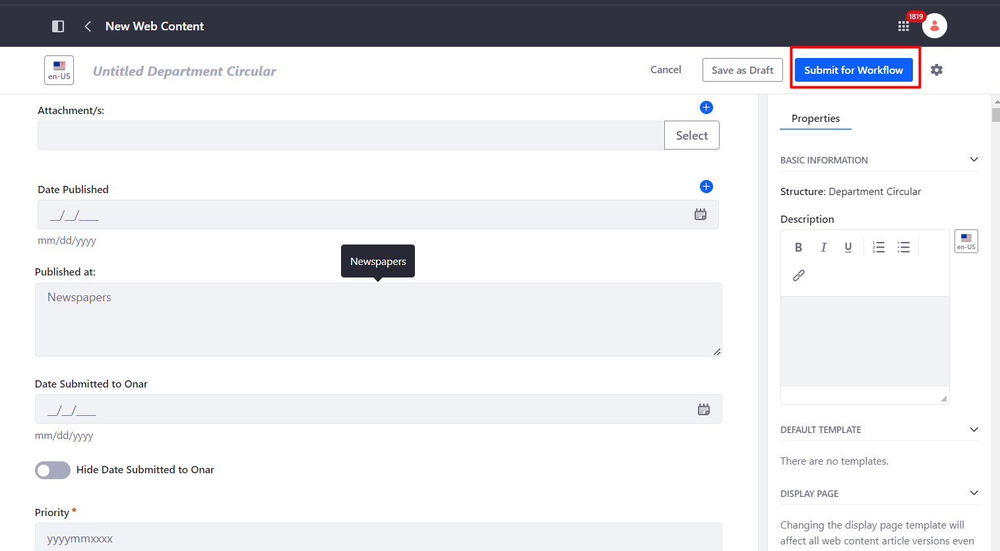 New Web Content
1819
en-US
Untitled Department Circular
Cancel
Save as Draft
Submit for Workflow
Attachment/s:
Select
Date Published
__/__/____
mm/dd/yyyy
Newspapers
Published at:
Newspapers
Date Submitted to Onar
__/__/____
mm/dd/yyyy
Hide Date Submitted to Onar
Priority *
yyyymmxxxx
Properties
BASIC INFORMATION
Structure: Department Circular
Description
B I U
en-US
DEFAULT TEMPLATE
There are no templates.
DISPLAY PAGE
Changing the display page template will
affect all web content article versions even